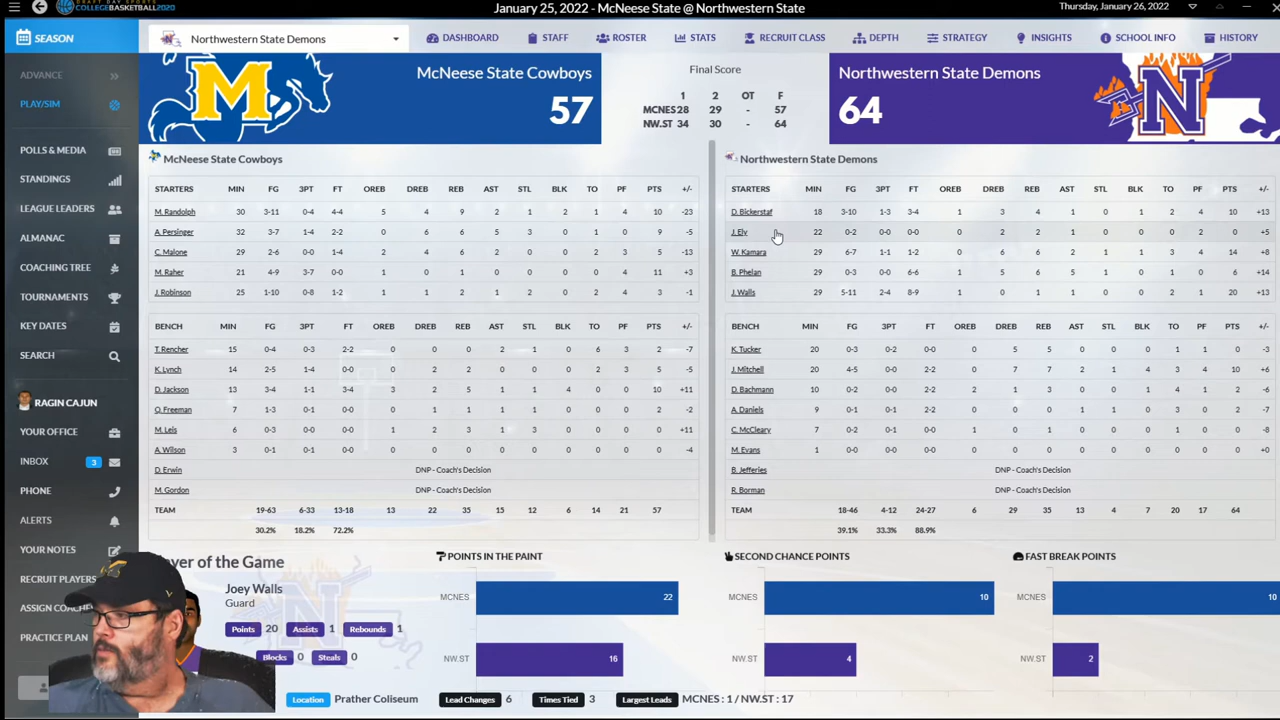 DRAFT DAY SPORTS
COLLEGE BASKETBALL 2020
January 25, 2022 - McNeese State @ Northwestern State
Thursday, January 26, 2022
SEASON
Northwestern State Demons
DASHBOARD STAFF ROSTER STATS RECRUIT CLASS DEPTH STRATEGY INSIGHTS SCHOOL INFO HISTORY
ADVANCE
PLAY/SIM
POLLS & MEDIA
STANDINGS
LEAGUE LEADERS
ALMANAC
COACHING TREE
TOURNAMENTS
KEY DATES
SEARCH
RAGIN CAJUN
YOUR OFFICE
INBOX 3
PHONE
ALERTS
YOUR NOTES
RECRUIT PLAYERS
ASSIGN COACHE
PRACTICE PLAN
M
McNeese State Cowboys
57
Final Score
1 2 OT F
MCNES 28 29 - 57
NW.ST 34 30 - 64
Northwestern State Demons
64
N
McNeese State Cowboys
STARTERS MIN FG 3PT FT OREB DREB REB AST STL BLK TO PF PTS +/-
M. Randolph 30 3-11 0-4 4-4 5 4 9 2 1 2 1 4 10 -23
A. Persinger 32 3-7 1-4 2-2 0 6 6 5 3 0 1 0 9 -5
C. Malone 29 2-6 0-0 1-4 2 4 6 2 2 0 2 3 5 -13
M. Raher 21 4-9 3-7 0-0 1 0 1 0 2 0 0 4 11 +3
J. Robinson 25 1-10 0-8 1-2 1 1 2 1 2 0 2 4 3 -1
BENCH MIN FG 3PT FT OREB DREB REB AST STL BLK TO PF PTS +/-
T. Rencher 15 0-4 0-3 2-2 0 0 0 2 1 0 6 3 2 -7
K. Lynch 14 2-5 1-4 0-0 0 2 2 0 0 0 2 3 5 -5
D. Jackson 13 3-4 1-1 3-4 3 2 5 1 1 4 0 0 10 +11
Q. Freeman 7 1-3 0-1 0-0 0 1 1 1 1 0 0 0 2 -2
M. Leis 6 0-3 0-0 0-0 1 2 3 1 3 0 0 0 0 +11
A. Wilson 3 0-1 0-1 0-0 0 0 0 0 0 0 0 0 0 -4
D. Erwin DNP - Coach's Decision
M. Gordon DNP - Coach's Decision
TEAM 19-63 6-33 13-18 13 22 35 15 12 6 14 21 57
30.2% 18.2% 72.2%
Northwestern State Demons
STARTERS MIN FG 3PT FT OREB DREB REB AST STL BLK TO PF PTS +/-
D. Bickerstaf 18 3-10 1-3 3-4 1 3 4 1 0 1 2 4 10 +13
J. Ely 22 0-2 0-0 0-0 0 2 2 1 0 0 0 2 0 +5
W. Kamara 29 6-7 1-1 1-2 0 6 6 2 1 1 3 4 14 +8
B. Phelan 29 0-3 0-0 6-6 1 5 6 5 1 0 2 0 6 +14
J. Walls 29 5-11 2-4 8-9 1 0 1 1 0 0 2 1 20 +13
BENCH MIN FG 3PT FT OREB DREB REB AST STL BLK TO PF PTS +/-
K. Tucker 20 0-3 0-2 0-0 0 5 5 0 0 0 1 1 0 -3
J. Mitchell 20 4-5 0-0 2-2 0 7 7 2 1 4 3 4 10 +6
D. Bachmann 10 0-2 0-0 2-2 2 1 3 0 0 1 4 1 2 -6
A. Daniels 9 0-1 0-1 2-2 0 0 0 1 1 0 3 0 2 -7
C. McCleary 7 0-2 0-1 0-0 1 0 1 0 0 0 1 0 0 -8
M. Evans 1 0-0 0-0 0-0 0 0 0 0 0 0 0 0 0 +0
B. Jefferies DNP - Coach's Decision
R. Borman DNP - Coach's Decision
TEAM 18-46 4-12 24-27 6 29 35 13 4 7 20 17 64
39.1% 33.3% 88.9%
ayer of the Game
Joey Walls
Guard
Points 20 Assists 1 Rebounds 1
Blocks 0 Steals 0
POINTS IN THE PAINT
MCNES 22
NW.ST 16
SECOND CHANCE POINTS
MCNES 10
NW.ST 4
FAST BREAK POINTS
MCNES 10
NW.ST 2
Location Prather Coliseum Lead Changes 6 Times Tied 3 Largest Leads MCNES : 1 / NW.ST : 17